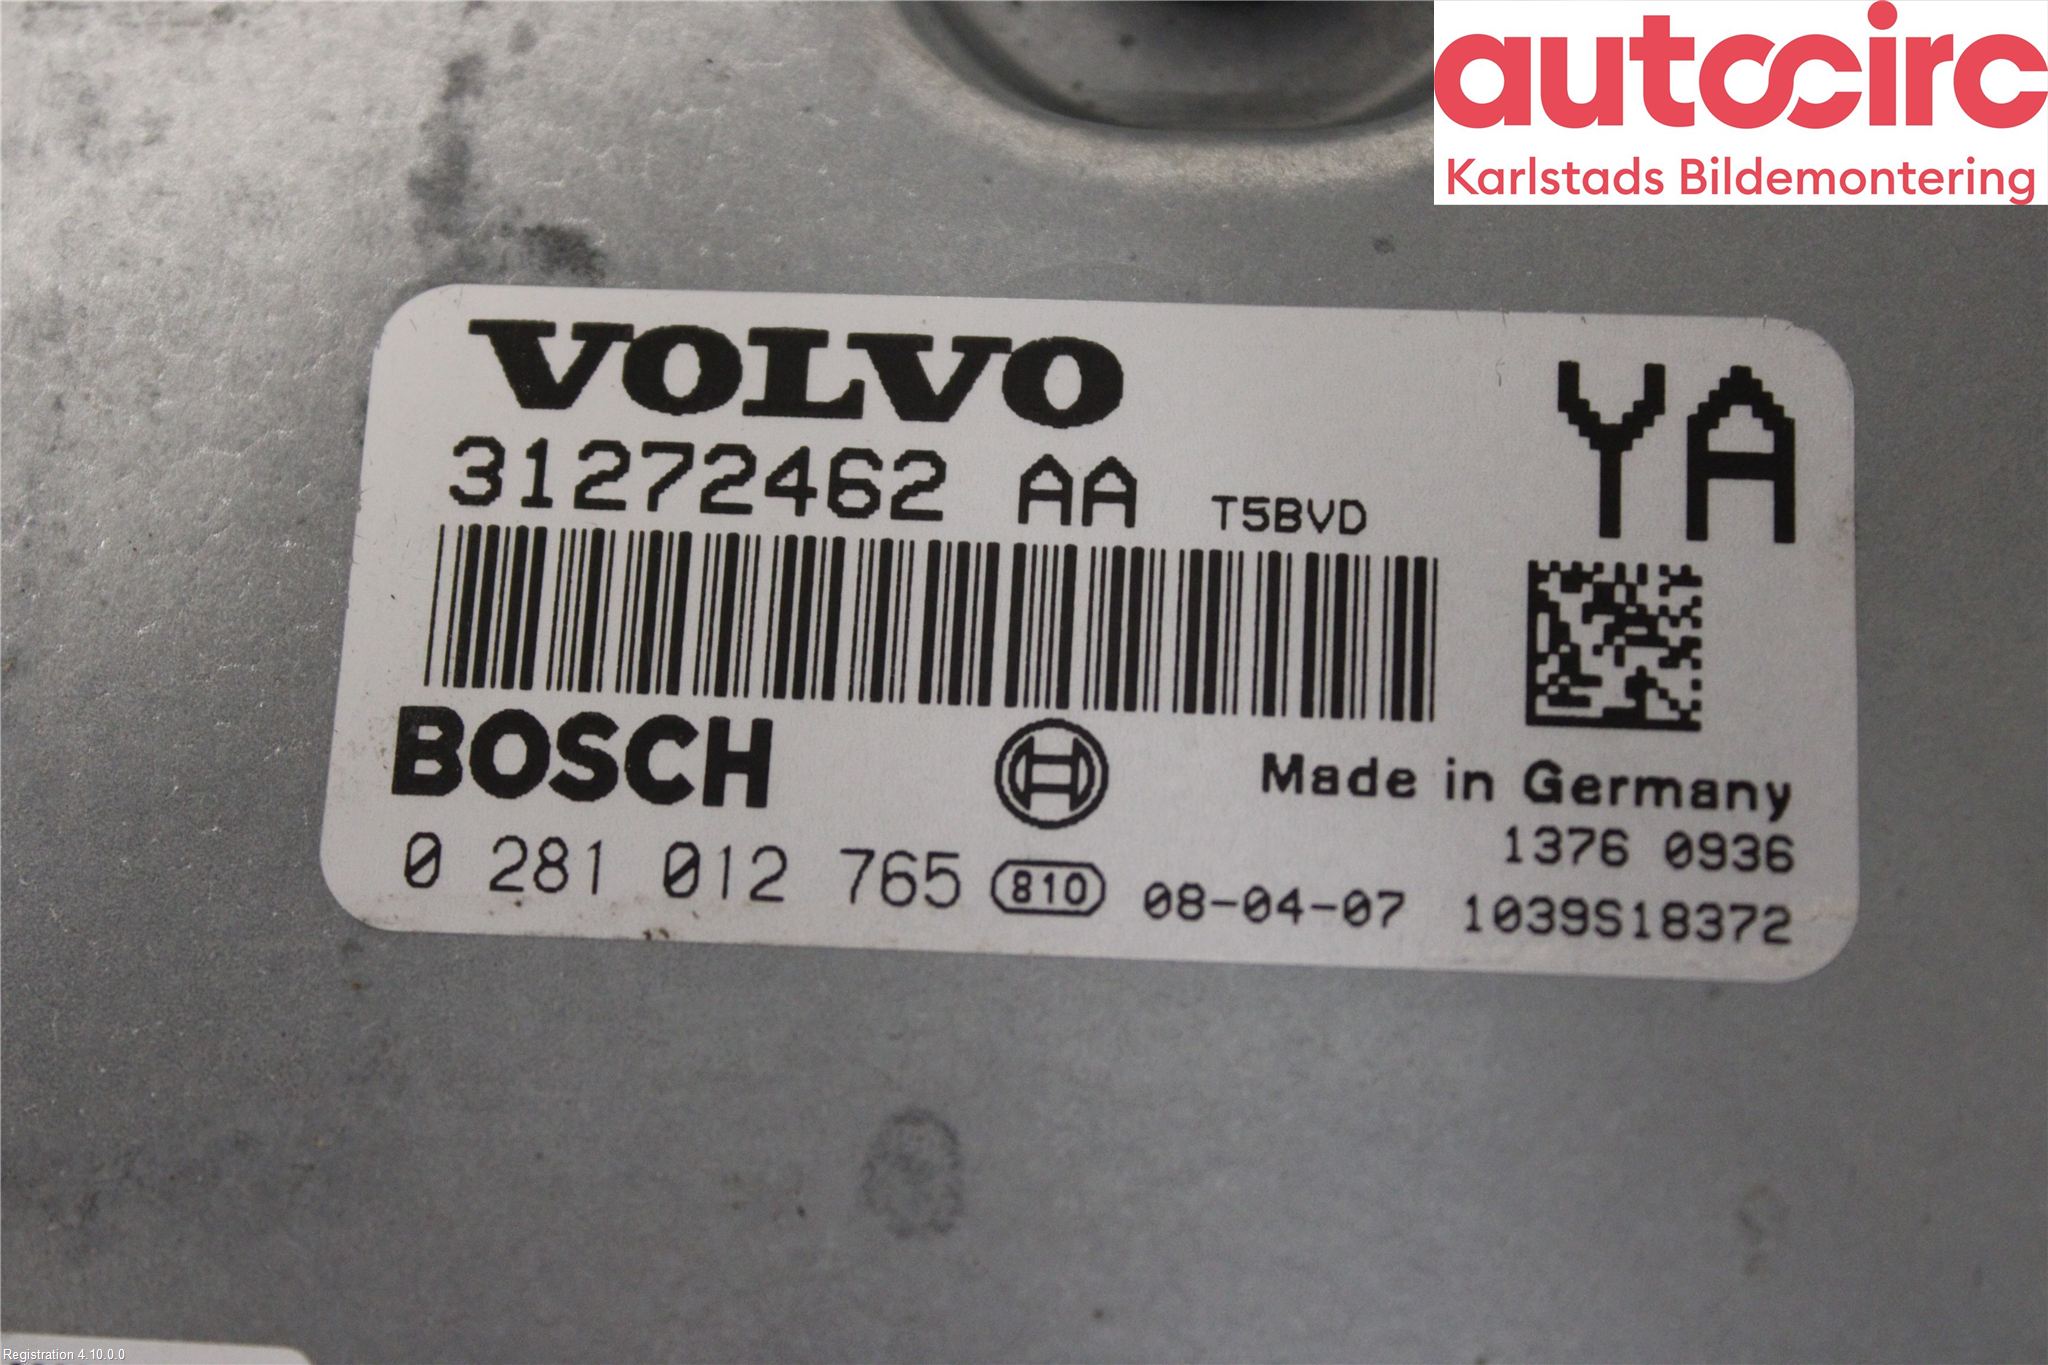 autocirc
Karlstads Bildemontering
VOLVO
YA
31272462 AA T5BVD
BOSCH
Made in Germany
1376 0936
0 281 012 765 810 08-04-07 1039S18372
Registration 4.10.0.0